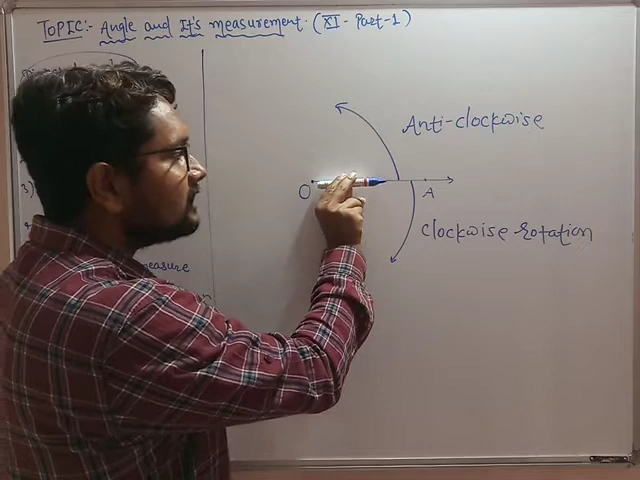 TOPIC:- Angle and It's measurement. (XI - Part-1)
Anti-clockwise
3)
O
A
clockwise rotation
measure